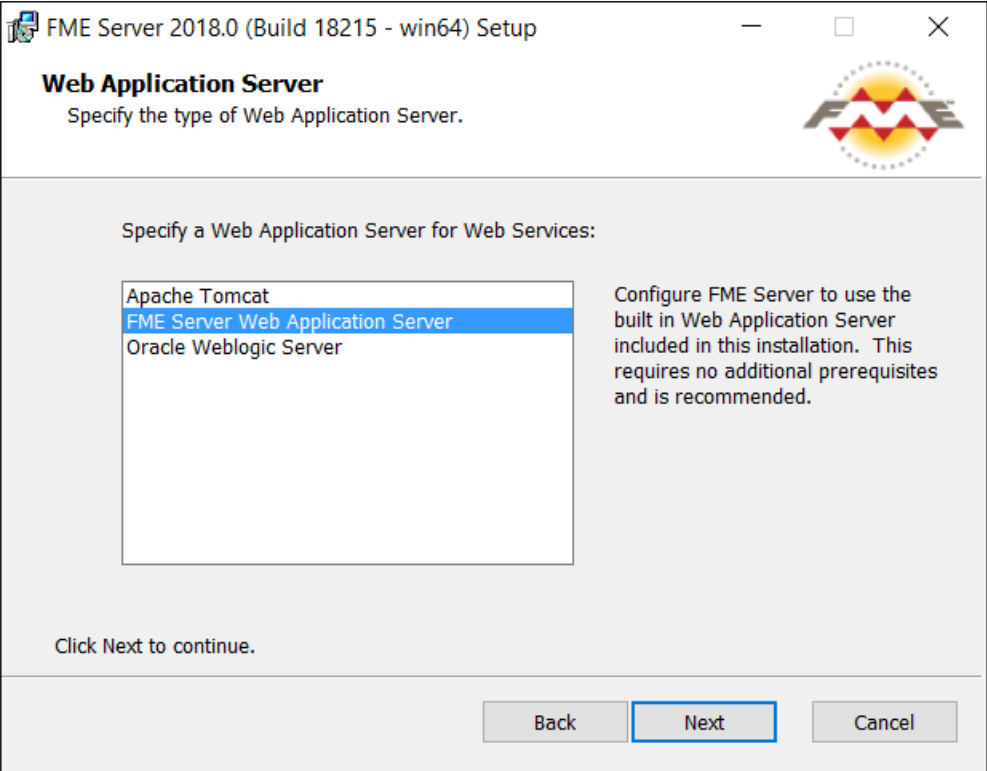 FME Server 2018.0 (Build 18215 - win64) Setup
Web Application Server
Specify the type of Web Application Server.
FME
Specify a Web Application Server for Web Services:
Apache Tomcat
FME Server Web Application Server
Oracle Weblogic Server
Configure FME Server to use the
built in Web Application Server
included in this installation.  This
requires no additional prerequisites
and is recommended.
Click Next to continue.
Back
Next
Cancel